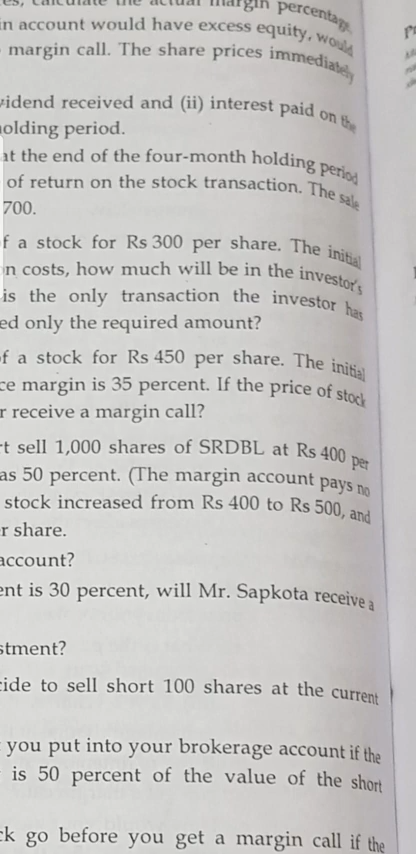 margin percentage
in account would have excess equity, would
margin call. The share prices immediately
vidend received and (ii) interest paid on the
olding period.
at the end of the four-month holding period
of return on the stock transaction. The sale
700.
f a stock for Rs 300 per share. The initial
n costs, how much will be in the investor's
is the only transaction the investor has
ed only the required amount?
f a stock for Rs 450 per share. The initial
ce margin is 35 percent. If the price of stock
r receive a margin call?
t sell 1,000 shares of SRDBL at Rs 400 per
as 50 percent. (The margin account pays no
stock increased from Rs 400 to Rs 500, and
r share.
account?
ent is 30 percent, will Mr. Sapkota receive a
stment?
cide to sell short 100 shares at the current
you put into your brokerage account if the
is 50 percent of the value of the short
ck go before you get a margin call if the